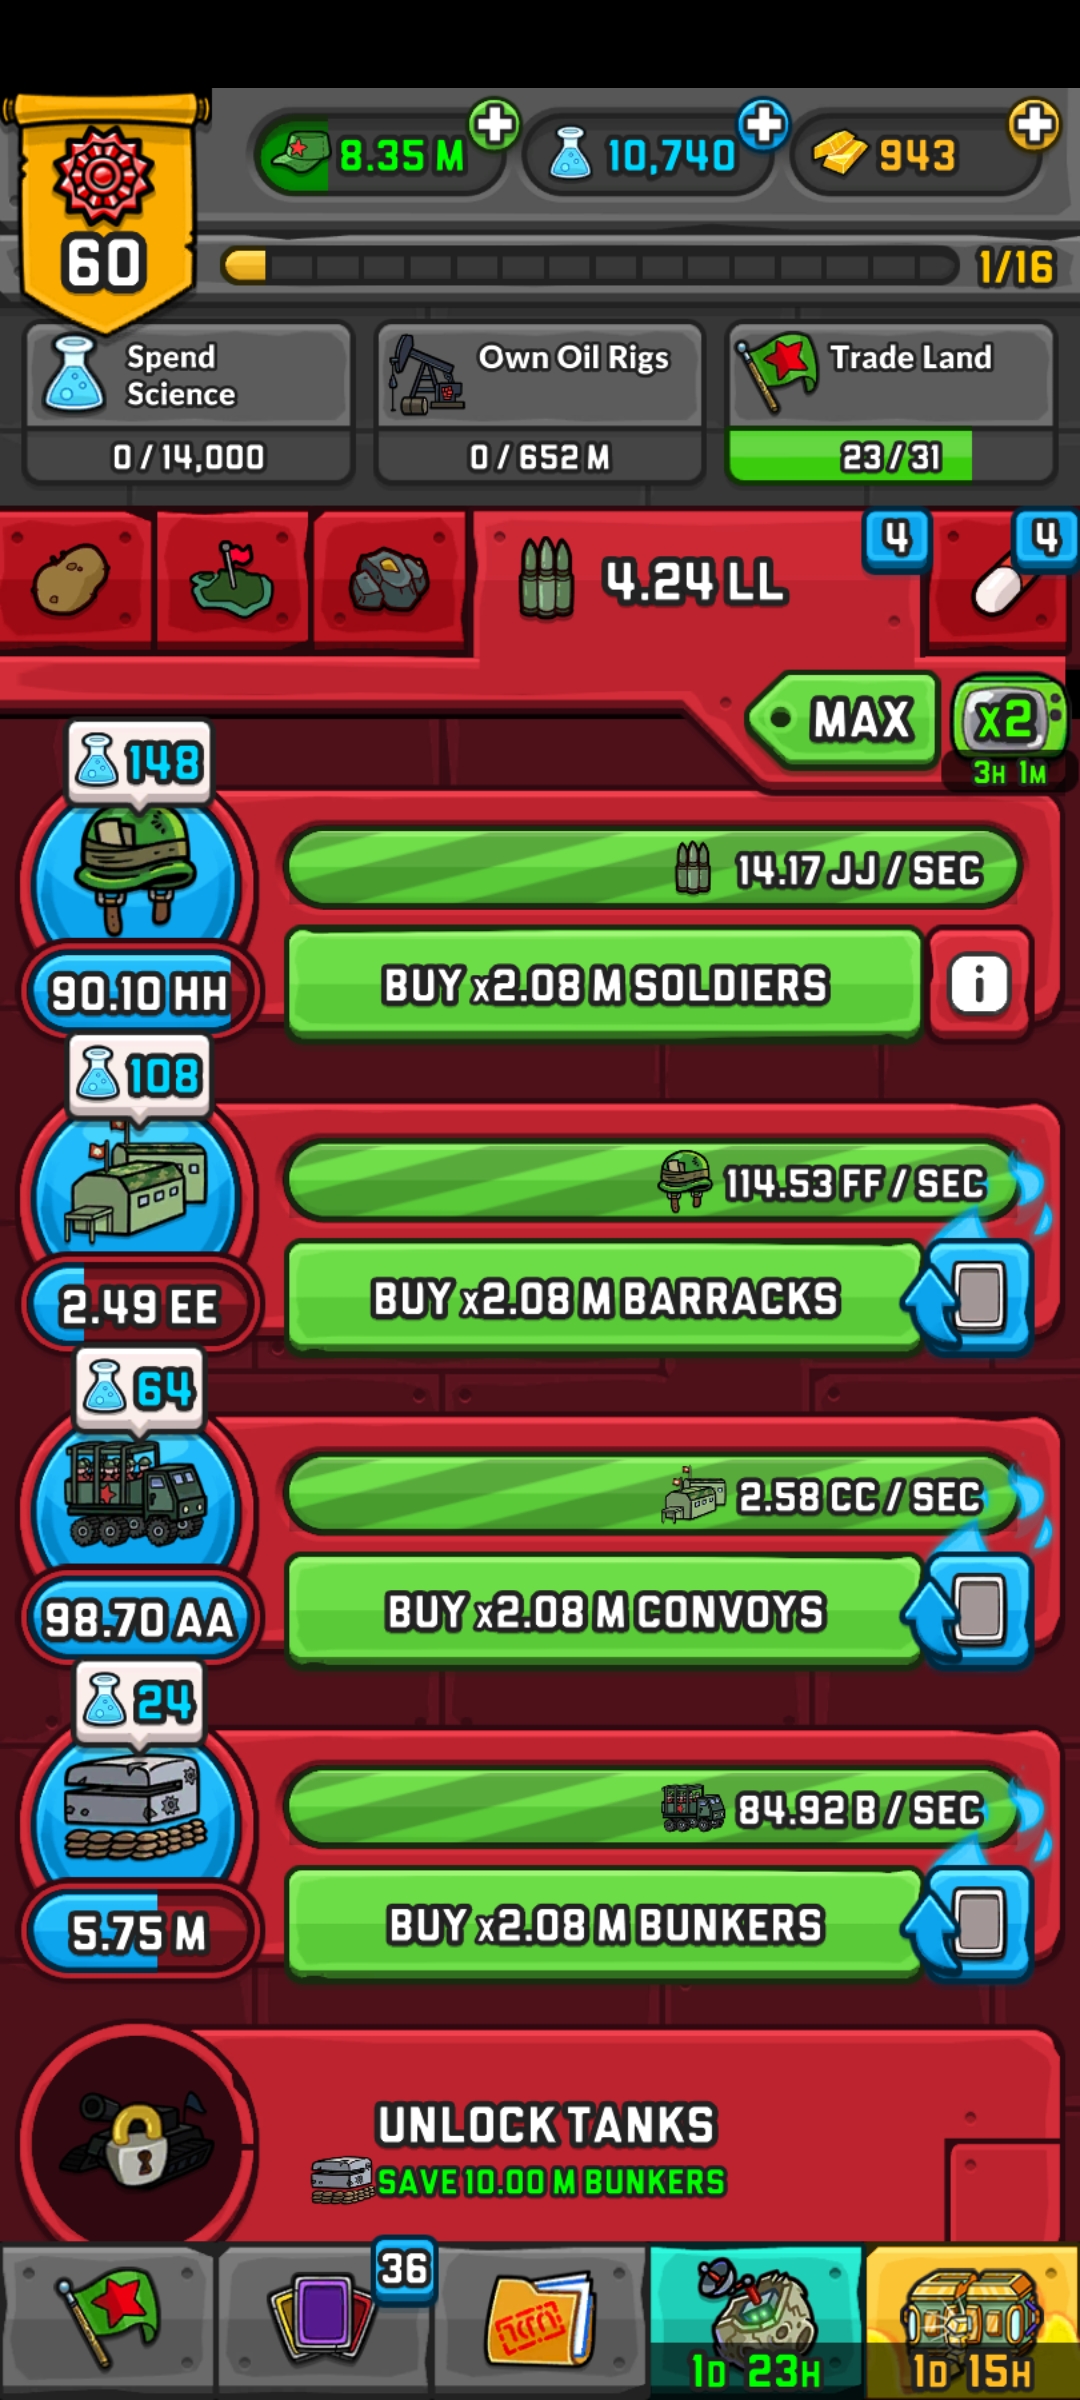 60
8.35 M
10,740
943
1/16
Spend
Science
0/14,000
Own Oil Rigs
0/652 M
Trade Land
23/31
4.24 LL
4
4
MAX
x2
3H 1M
148
14.17 JJ / SEC
90.10 HH
BUY x2.08 M SOLDIERS
i
108
114.53 FF / SEC
2.49 EE
BUY x2.08 M BARRACKS
64
2.58 CC / SEC
98.70 AA
BUY x2.08 M CONVOYS
24
84.92 B / SEC
5.75 M
BUY x2.08 M BUNKERS
UNLOCK TANKS
SAVE 10.00 M BUNKERS
36
1D 23H
1D 15H